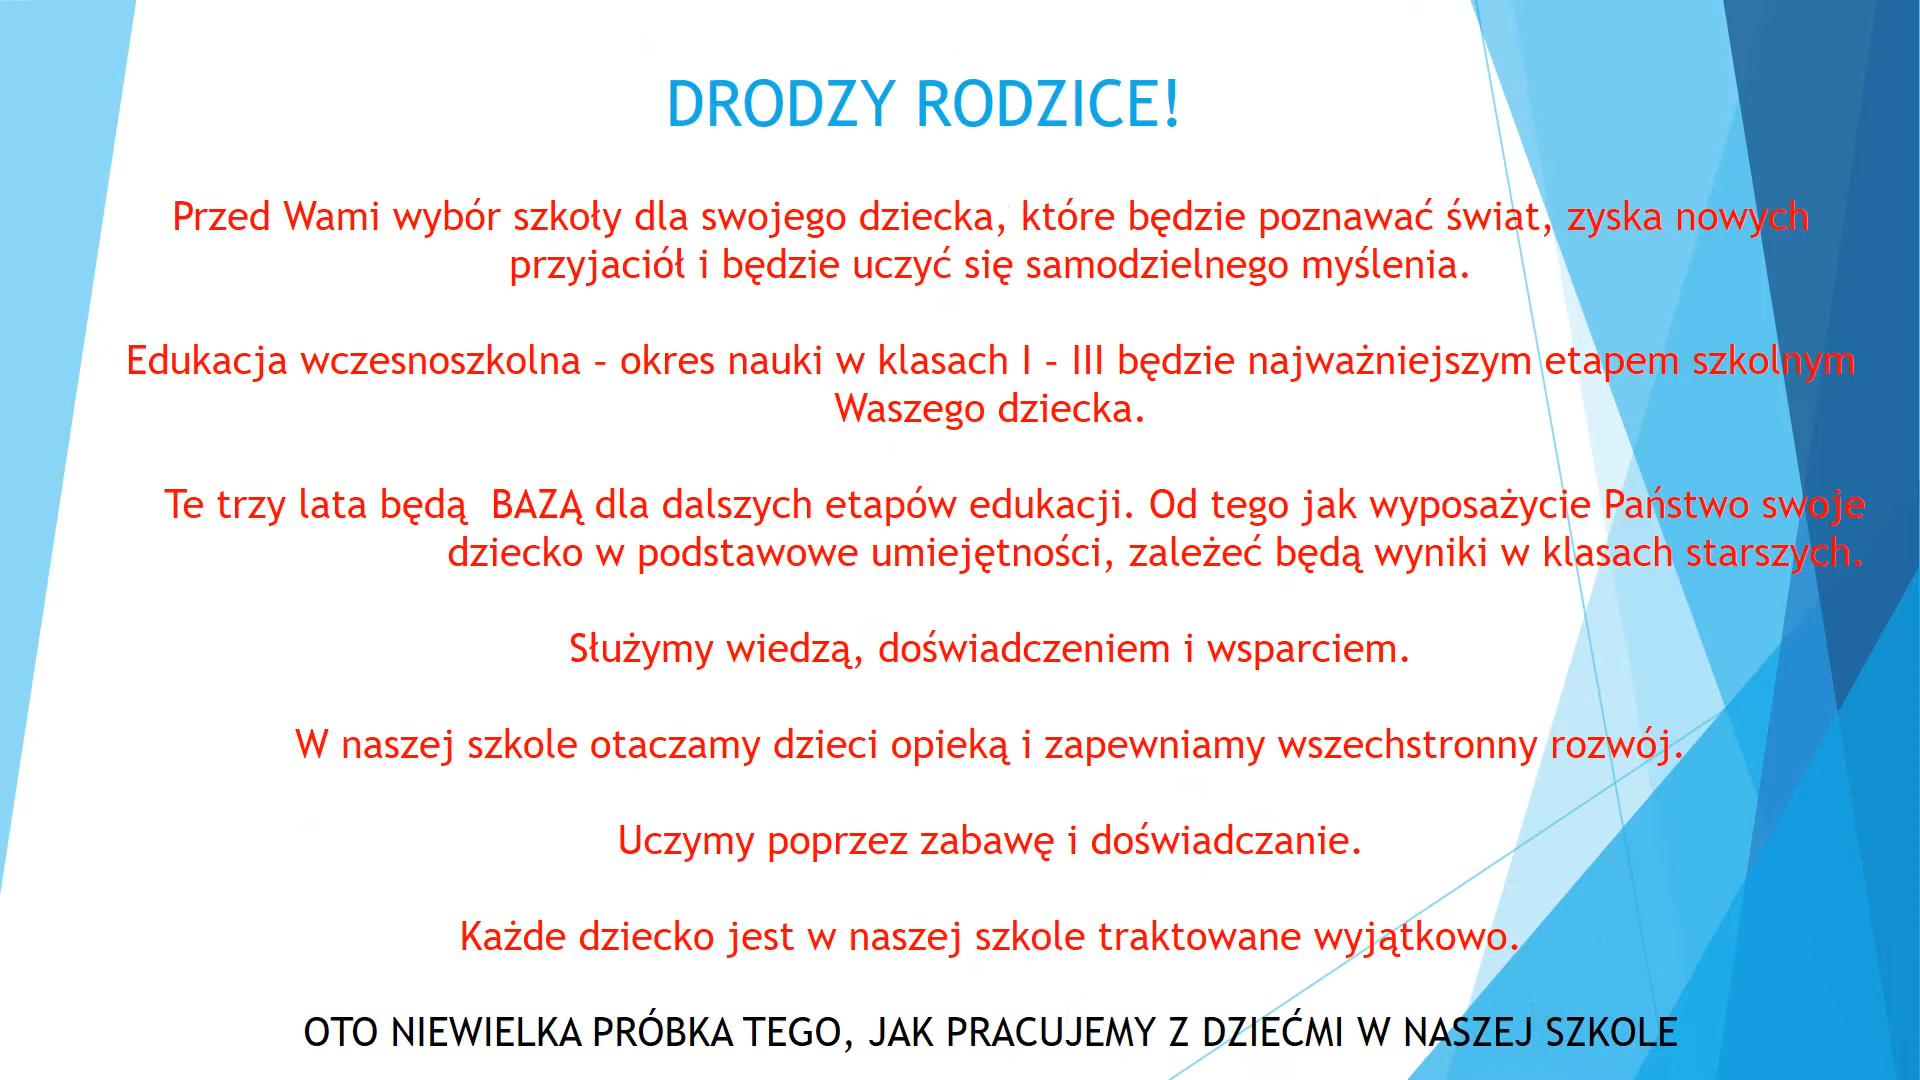 DRODZY RODZICE!
Przed Wami wybór szkoły dla swojego dziecka, które będzie poznawać świat, zyska nowych
przyjaciół i będzie uczyć się samodzielnego myślenia.
Edukacja wczesnoszkolna – okres nauki w klasach I – III będzie najważniejszym etapem szkolnym
Waszego dziecka.
Te trzy lata będą  BAZĄ dla dalszych etapów edukacji. Od tego jak wyposażycie Państwo swoje
dziecko w podstawowe umiejętności, zależeć będą wyniki w klasach starszych.
Służymy wiedzą, doświadczeniem i wsparciem.
W naszej szkole otaczamy dzieci opieką i zapewniamy wszechstronny rozwój.
Uczymy poprzez zabawę i doświadczanie.
Każde dziecko jest w naszej szkole traktowane wyjątkowo.
OTO NIEWIELKA PRÓBKA TEGO, JAK PRACUJEMY Z DZIEĆMI W NASZEJ SZKOLE